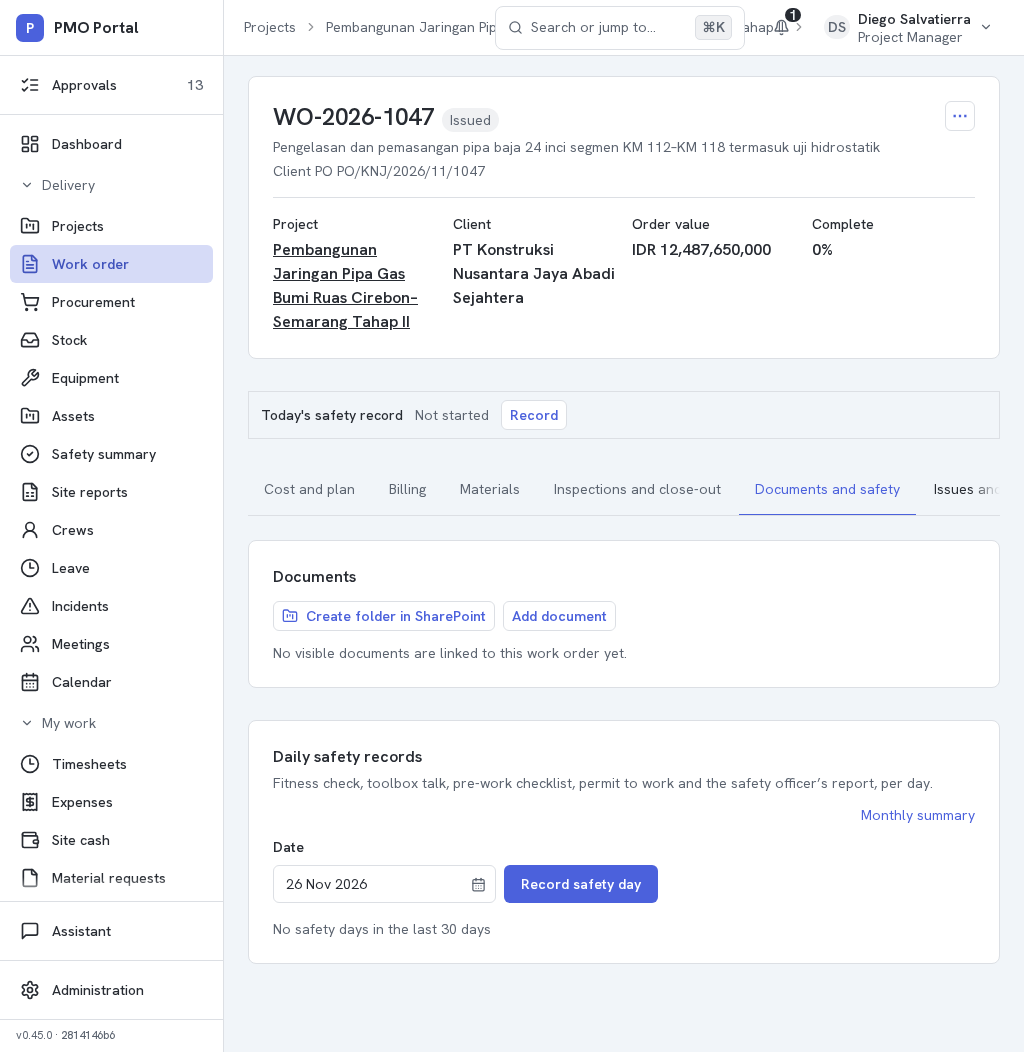 P PMO Portal
Projects
Pembangunan Jaringan Pip
Search or jump to...
⌘K
ahap
1
DS
Diego Salvatierra
Project Manager
Approvals 13
Dashboard
Delivery
Projects
Work order
Procurement
Stock
Equipment
Assets
Safety summary
Site reports
Crews
Leave
Incidents
Meetings
Calendar
My work
Timesheets
Expenses
Site cash
Material requests
Assistant
Administration
v0.45.0 · 2814146b6
WO-2026-1047 Issued
Pengelasan dan pemasangan pipa baja 24 inci segmen KM 112–KM 118 termasuk uji hidrostatik
Client PO PO/KNJ/2026/11/1047
Project
Pembangunan
Jaringan Pipa Gas
Bumi Ruas Cirebon–
Semarang Tahap II
Client
PT Konstruksi
Nusantara Jaya Abadi
Sejahtera
Order value
IDR 12,487,650,000
Complete
0%
Today's safety record Not started Record
Cost and plan Billing Materials Inspections and close-out Documents and safety Issues and
Documents
Create folder in SharePoint Add document
No visible documents are linked to this work order yet.
Daily safety records
Fitness check, toolbox talk, pre-work checklist, permit to work and the safety officer’s report, per day.
Monthly summary
Date
26 Nov 2026 Record safety day
No safety days in the last 30 days